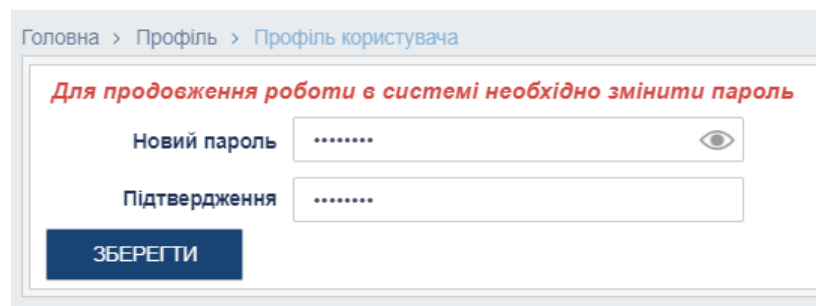 Головна > Профіль > Профіль користувача
Для продовження роботи в системі необхідно змінити пароль
Новий пароль ••••••••
Підтвердження ••••••••
ЗБЕРЕГТИ